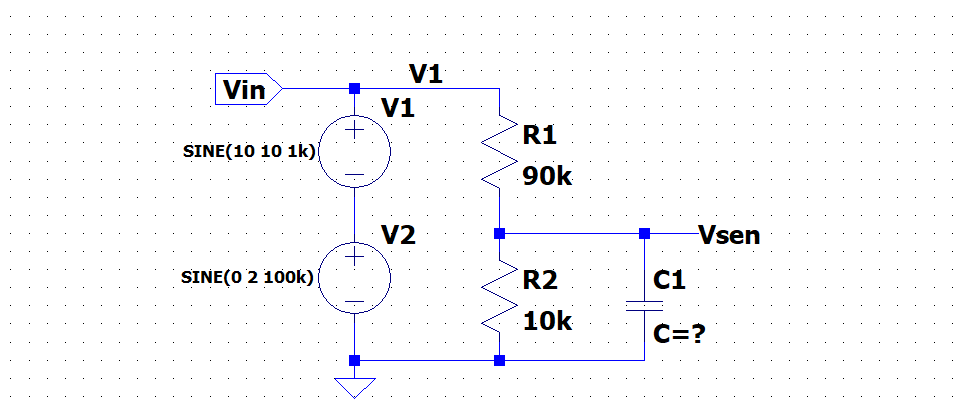 V1
Vin
V1
R1
SINE(10 10 1k)
90k
V2
Vsen
SINE(0 2 100k)
R2
C1
10k
C=?